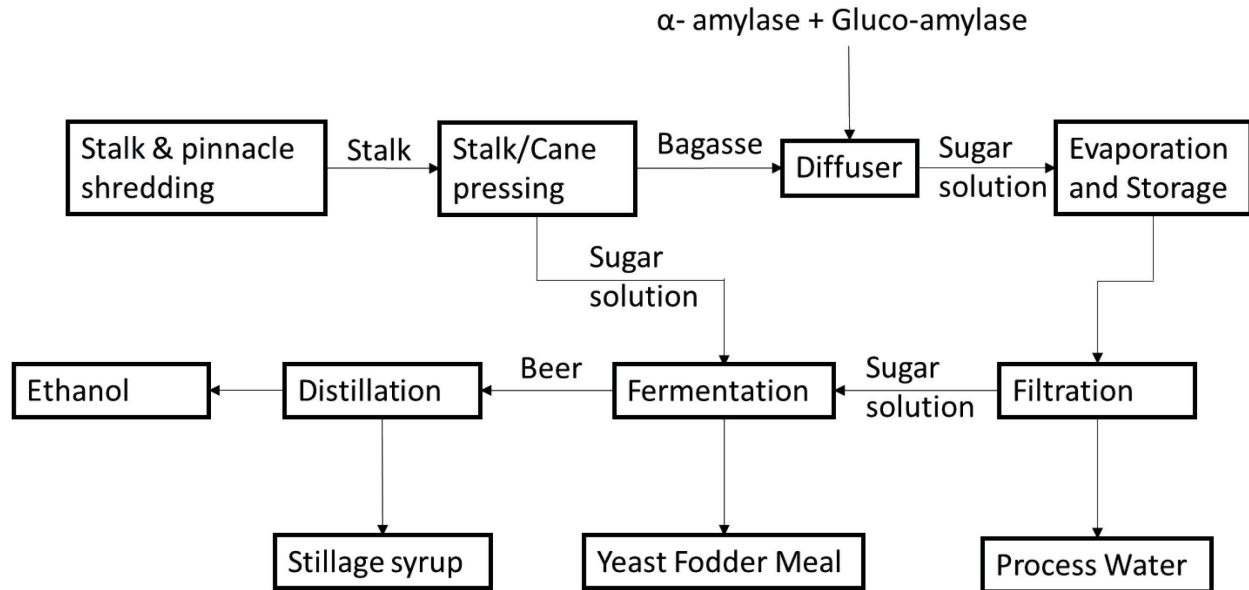 α- amylase + Gluco-amylase
Stalk & pinnacle
shredding
Stalk
Stalk/Cane
pressing
Bagasse
Diffuser
Sugar
solution
Evaporation
and Storage
Sugar
solution
Ethanol
Distillation
Beer
Fermentation
Sugar
solution
Filtration
Stillage syrup
Yeast Fodder Meal
Process Water